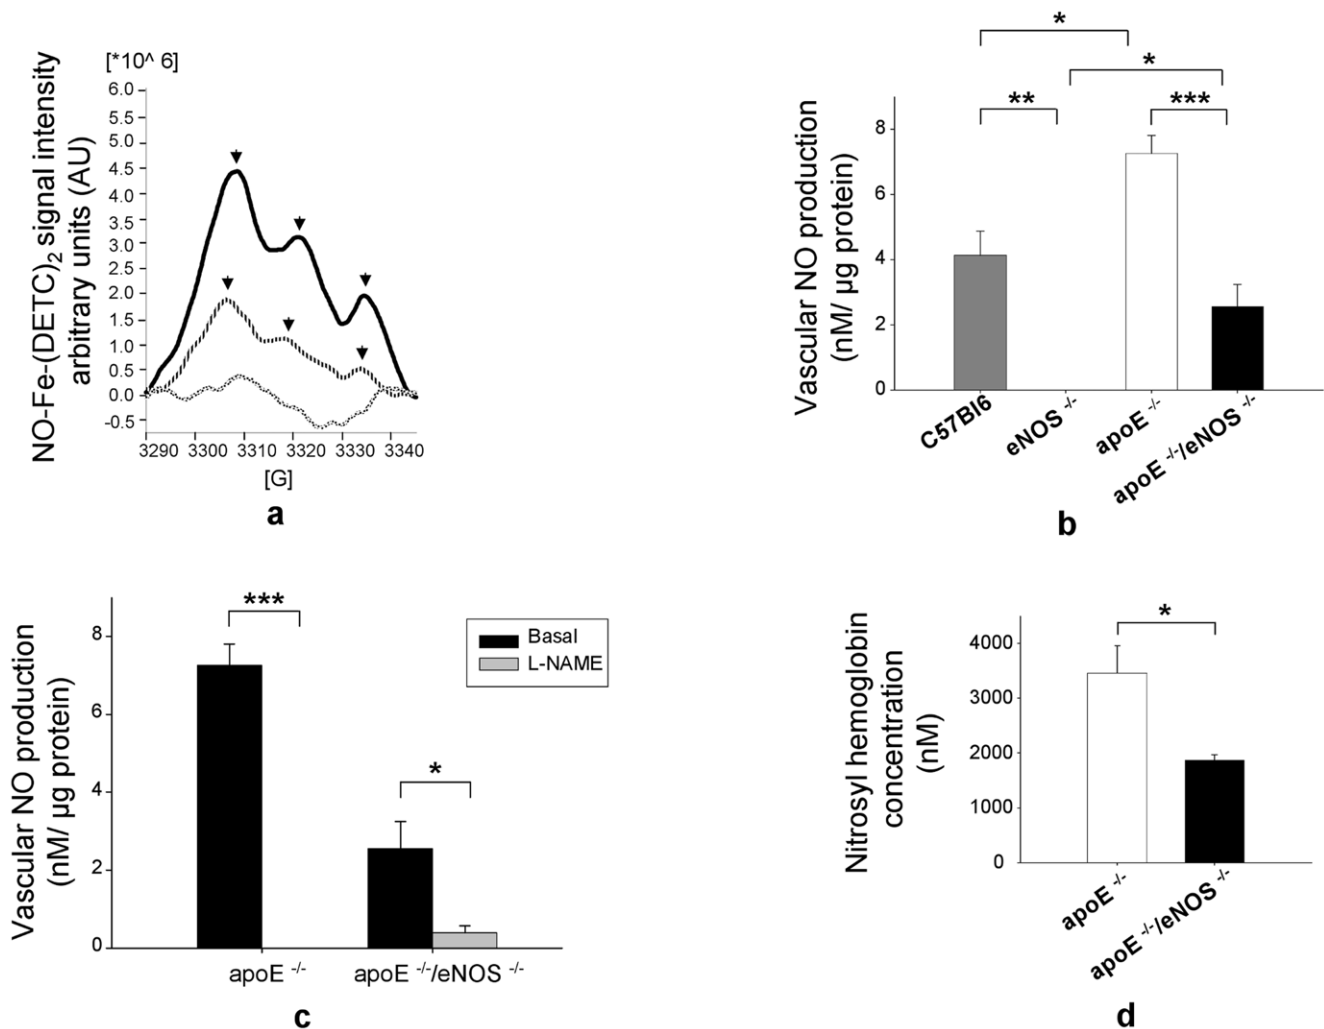 [*10^ 6]
NO-Fe-(DETC)2 signal intensity
arbitrary units (AU)
6.0
5.5
5.0
4.5
4.0
3.5
3.0
2.5
2.0
1.5
1.0
0.5
0.0
-0.5
3290 3300 3310 3320 3330 3340
[G]
a
*
*
** ***
Vascular NO production
(nM/ µg protein)
8
6
4
2
0
C57Bl6
eNOS -/-
apoE -/-
apoE -/-/eNOS -/-
b
***
*
Basal
L-NAME
Vascular NO production
(nM/ µg protein)
8
6
4
2
0
apoE -/- apoE -/-/eNOS -/-
c
*
Nitrosyl hemoglobin
concentration
(nM)
4000
3000
2000
1000
0
apoE -/-
apoE -/-/eNOS -/-
d